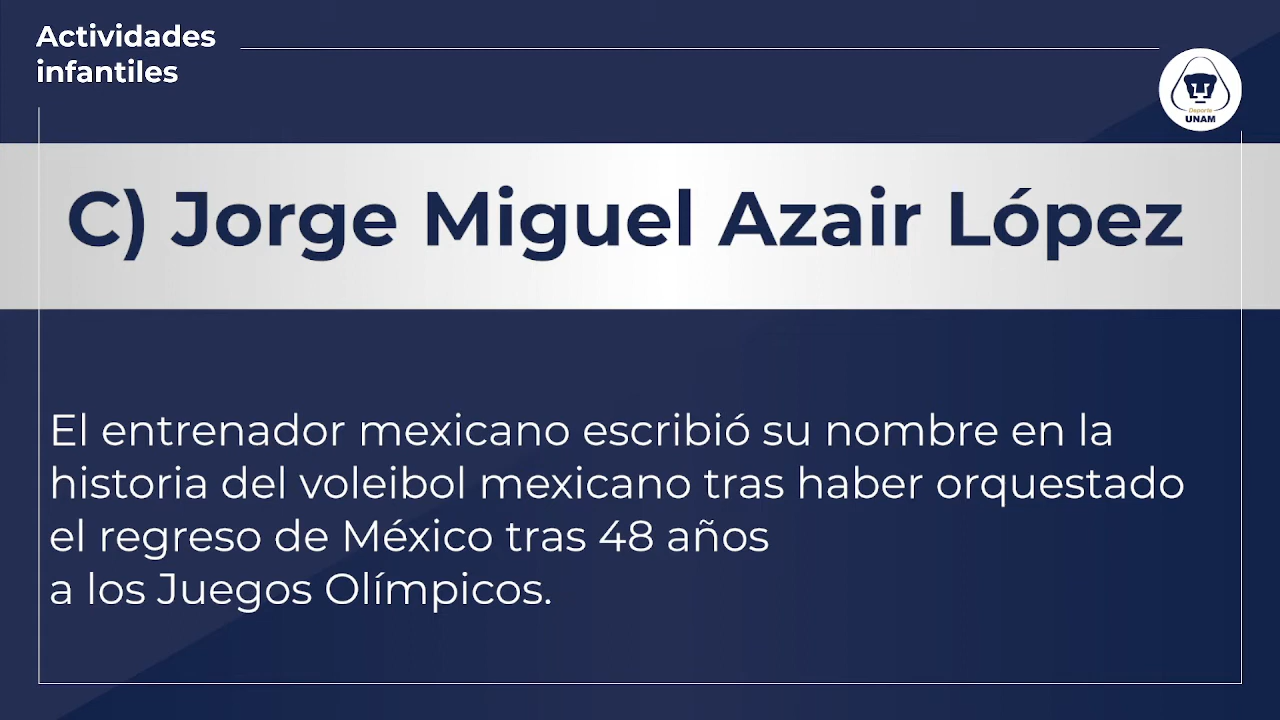 Actividades
infantiles
Deporte
UNAM
C) Jorge Miguel Azair López
El entrenador mexicano escribió su nombre en la
historia del voleibol mexicano tras haber orquestado
el regreso de México tras 48 años
a los Juegos Olímpicos.